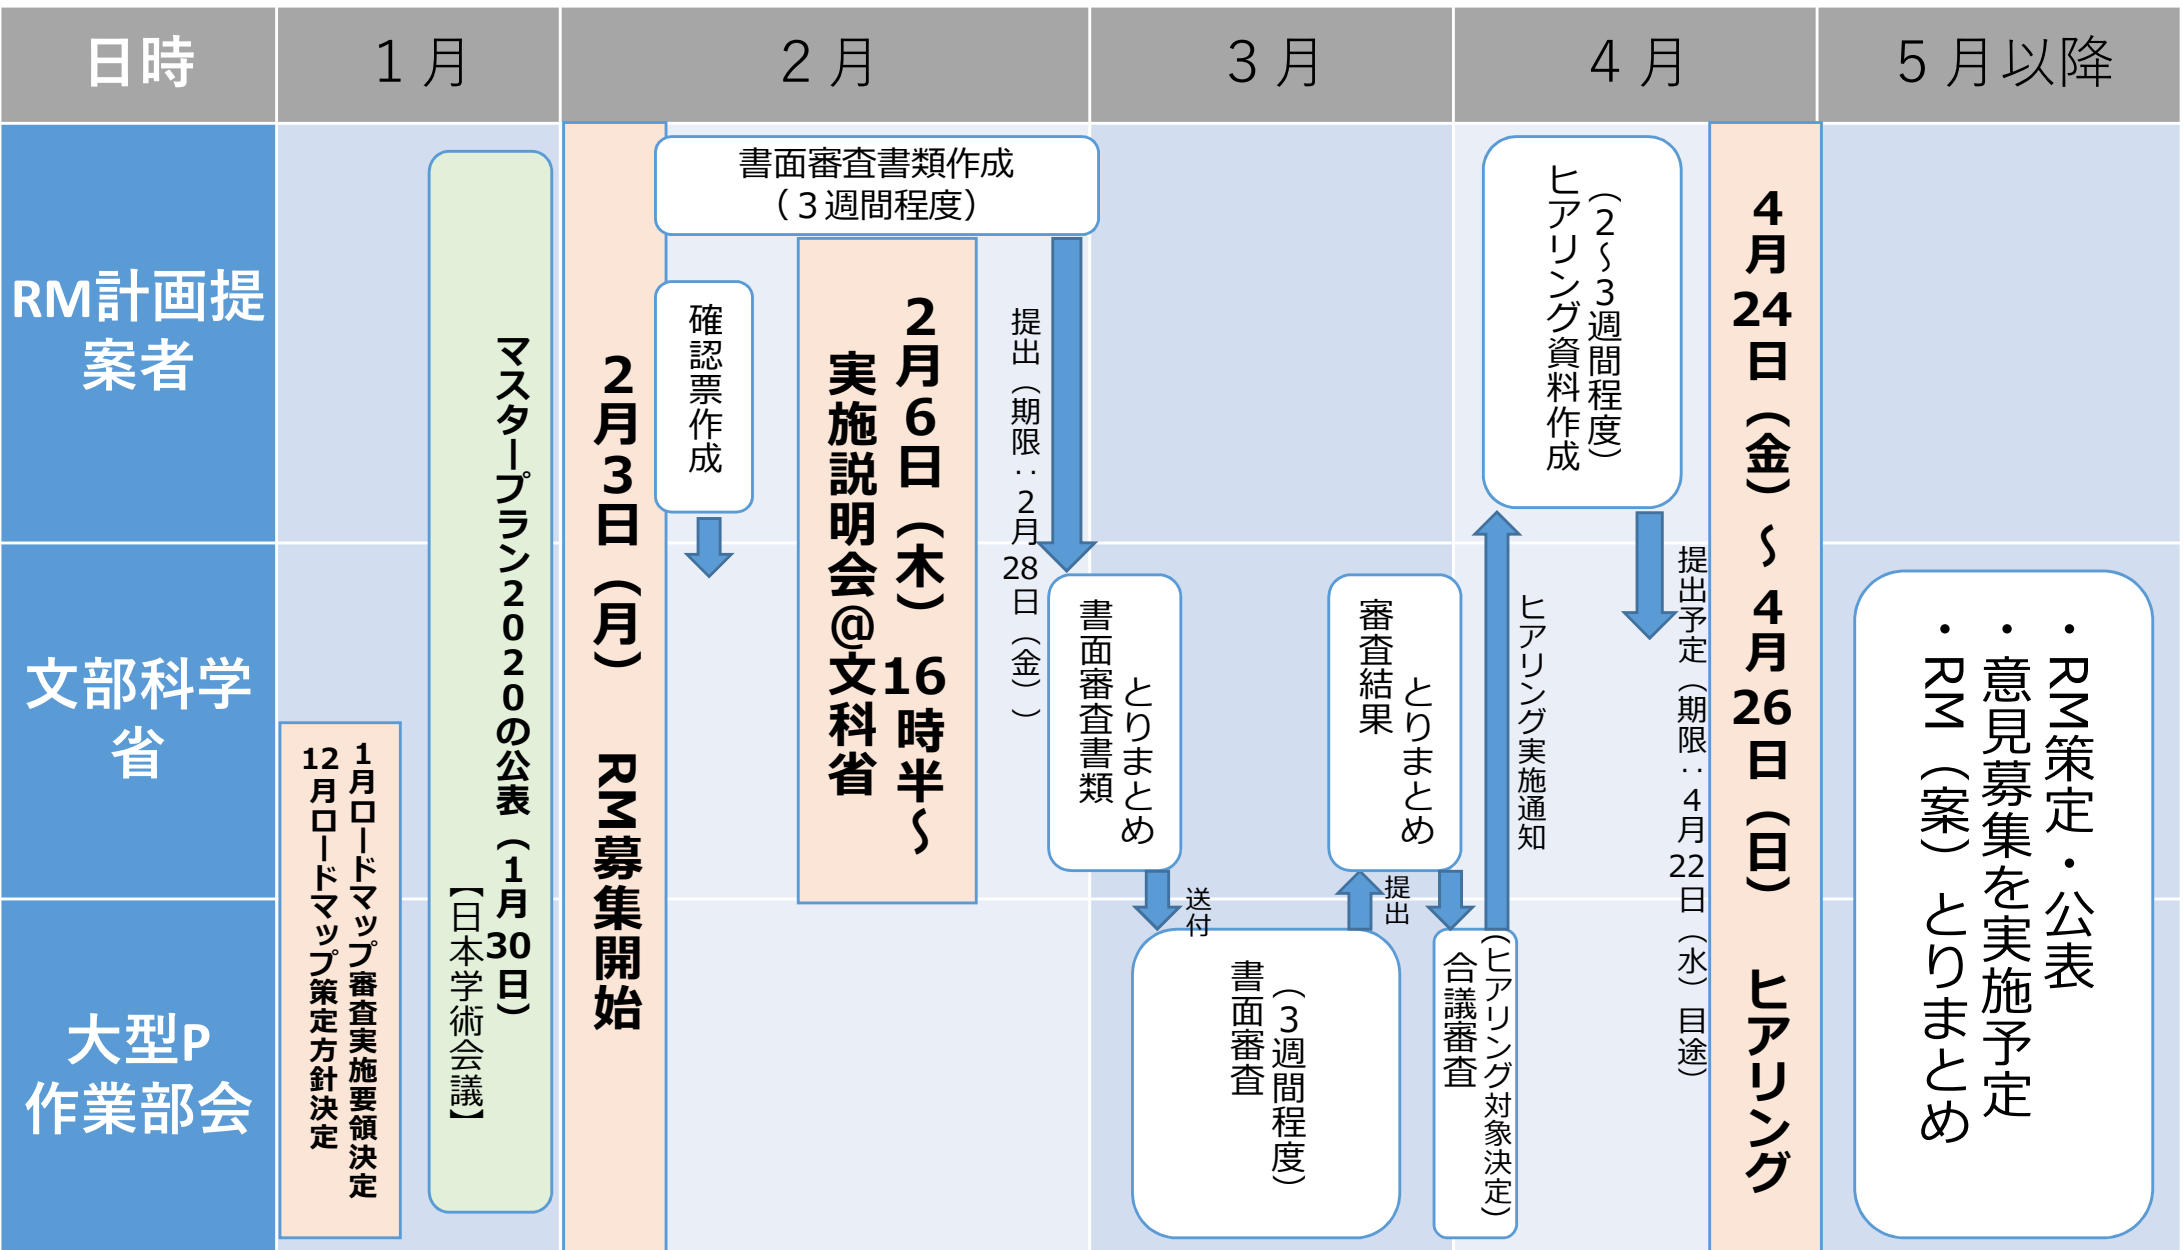 日時
1月
2月
3月
4月
5月以降
RM計画提
案者
文部科学
省
大型P
作業部会
1月ロードマップ審査実施要領決定
12月ロードマップ策定方針決定
マスタープラン2020の公表（1月30日）
【日本学術会議】
2月3日（月）　RM募集開始
書面審査書類作成
（3週間程度）
確認票作成
2月6日（木）16時半～
実施説明会@文科省
提出（期限：2月28日（金））
書面審査書類
とりまとめ
送付
書面審査
（3週間程度）
提出
審査結果
とりまとめ
合議審査
（ヒアリング対象決定）
ヒアリング実施通知
ヒアリング資料作成
（2～3週間程度）
提出予定（期限：4月22日（水）目途）
4月24日（金）～4月26日（日）　ヒアリング
・RM（案）とりまとめ
・意見募集を実施予定
・RM策定・公表